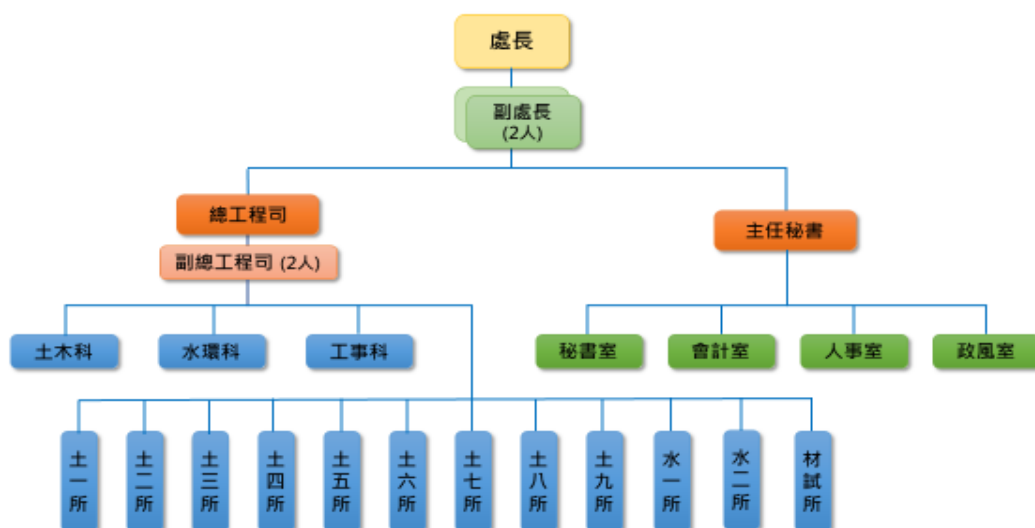 處長
副處長
(2人)
總工程司
主任秘書
副總工程司 (2人)
土木科
水環科
工事科
秘書室
會計室
人事室
政風室
土一所
土二所
土三所
土四所
土五所
土六所
土七所
土八所
土九所
水一所
水二所
材試所